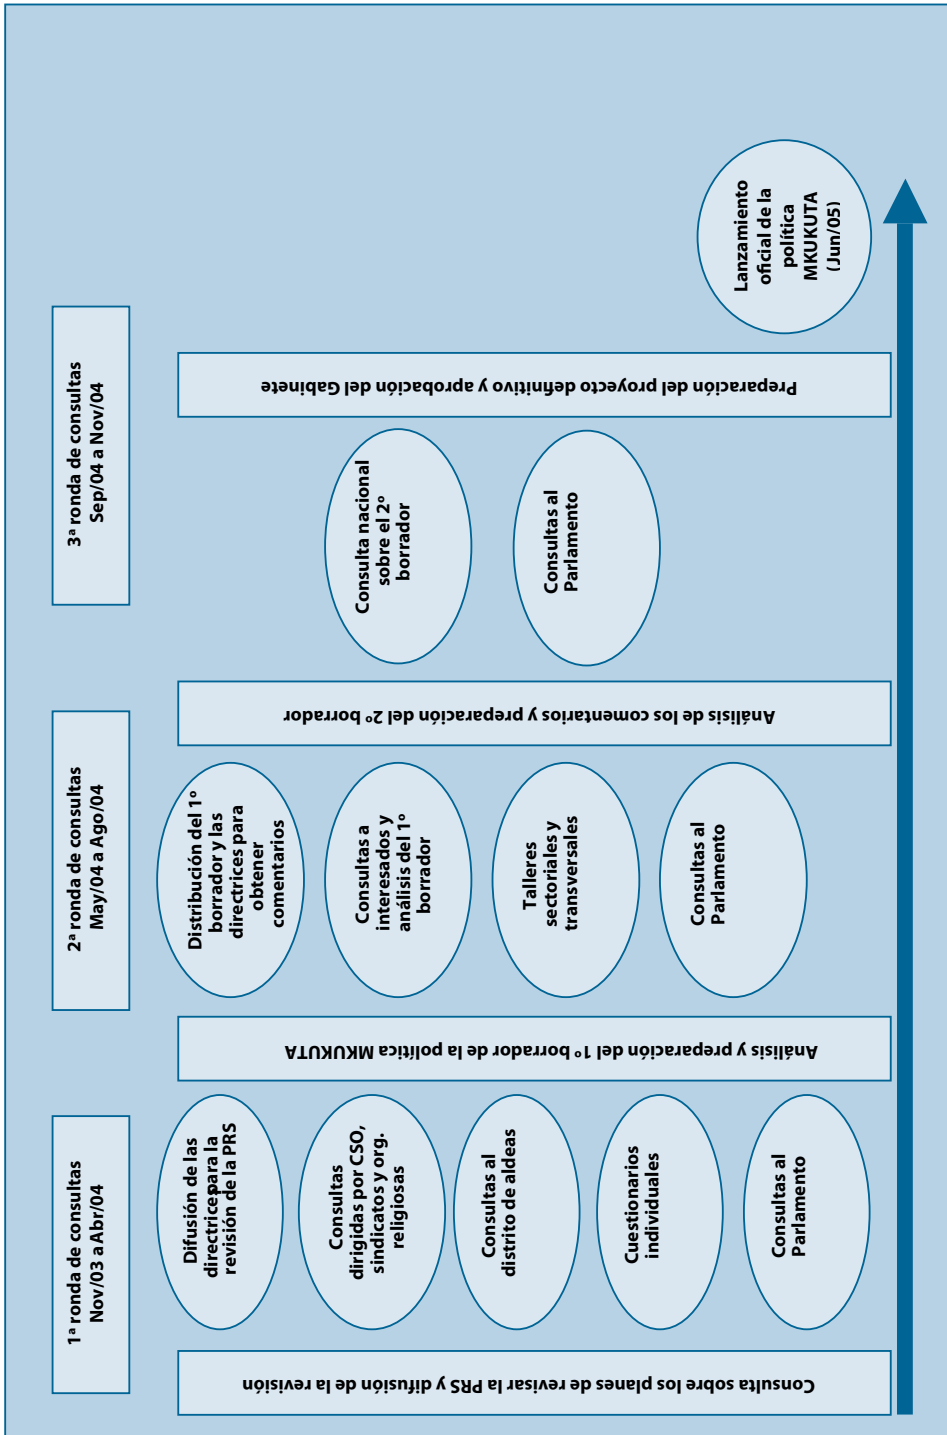 1ª ronda de consultas
Nov/03 a Abr/04
2ª ronda de consultas
May/04 a Ago/04
3ª ronda de consultas
Sep/04 a Nov/04
Consulta sobre los planes de revisar la PRS y difusión de la revisión
Difusión de las
directricespara la
revisión de la PRS
Consultas
dirigidas por CSO,
sindicatos y org.
religiosas
Consultas al
distrito de aldeas
Cuestionarios
individuales
Consultas al
Parlamento
Análisis y preparación del 1º borrador de la política MKUKUTA
Distribución del 1º
borrador y las
directrices para
obtener
comentarios
Consultas a
interesados y
análisis del 1º
borrador
Talleres
sectoriales y
transversales
Consultas al
Parlamento
Análisis de los comentarios y preparación del 2º borrador
Consulta nacional
sobre el 2º
borrador
Consultas al
Parlamento
Preparación del proyecto definitivo y aprobación del Gabinete
Lanzamiento
oficial de la
política
MKUKUTA
(Jun/05)